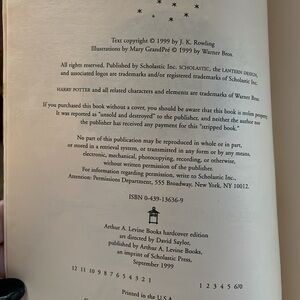 Text copyright © 1999 by J. K. Rowling
Illustrations by Mary GrandPré © 1999 by Warner Bros.
All rights reserved. Published by Scholastic Inc. SCHOLASTIC, the LANTERN DESIGN,
and associated logos are trademarks and/or registered trademarks of Scholastic Inc.
HARRY POTTER and all related characters and elements are trademarks of Warner Bros.
If you purchased this book without a cover, you should be aware that this book is stolen property.
It was reported as "unsold and destroyed" to the publisher, and neither the author nor
the publisher has received any payment for this "stripped book."
No part of this publication may be reproduced in whole or in part,
or stored in a retrieval system, or transmitted in any form or by any means,
electronic, mechanical, photocopying, recording, or otherwise,
without written permission of the publisher.
For information regarding permission, write to Scholastic Inc.,
Attention: Permissions Department, 555 Broadway, New York, NY 10012.
ISBN 0-439-13636-9
Arthur A. Levine Books hardcover edition
art directed by David Saylor,
published by Arthur A. Levine Books,
an imprint of Scholastic Press,
September 1999
12 11 10 9 8 7 6 5 4 3 2 1 1 2 3 4 5 6/0
Printed in the U.S.A.